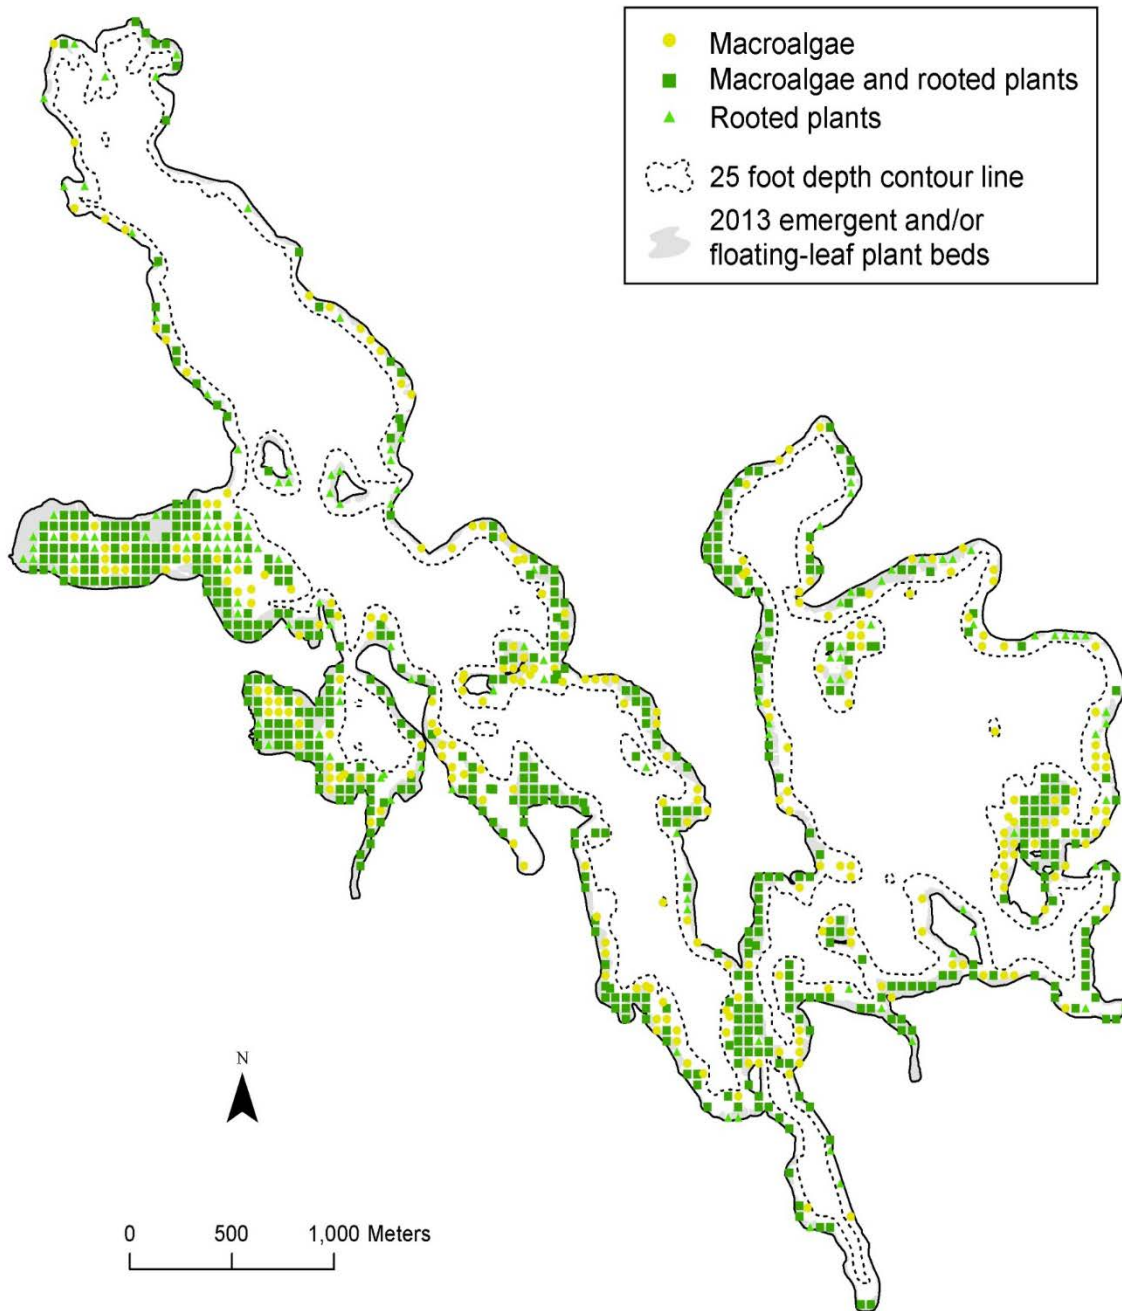 Macroalgae
Macroalgae and rooted plants
Rooted plants
25 foot depth contour line
2013 emergent and/or
floating-leaf plant beds
N
0 500 1,000 Meters